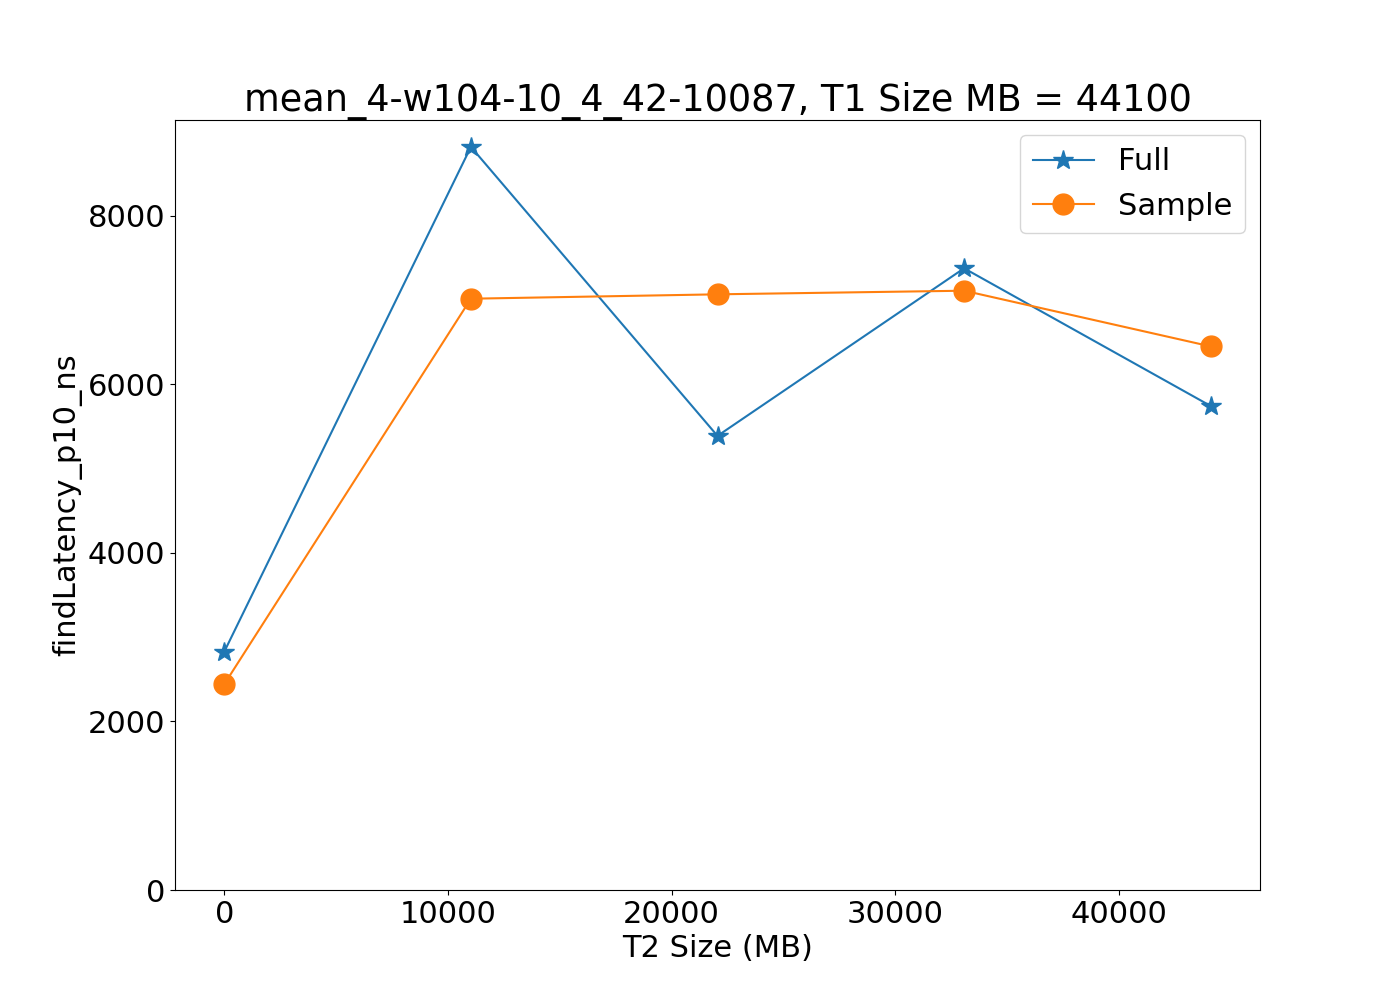 mean_4-w104-10_4_42-10087, T1 Size MB = 44100
Full
Sample
8000
6000
4000
2000
0
findLatency_p10_ns
0 10000 20000 30000 40000
T2 Size (MB)